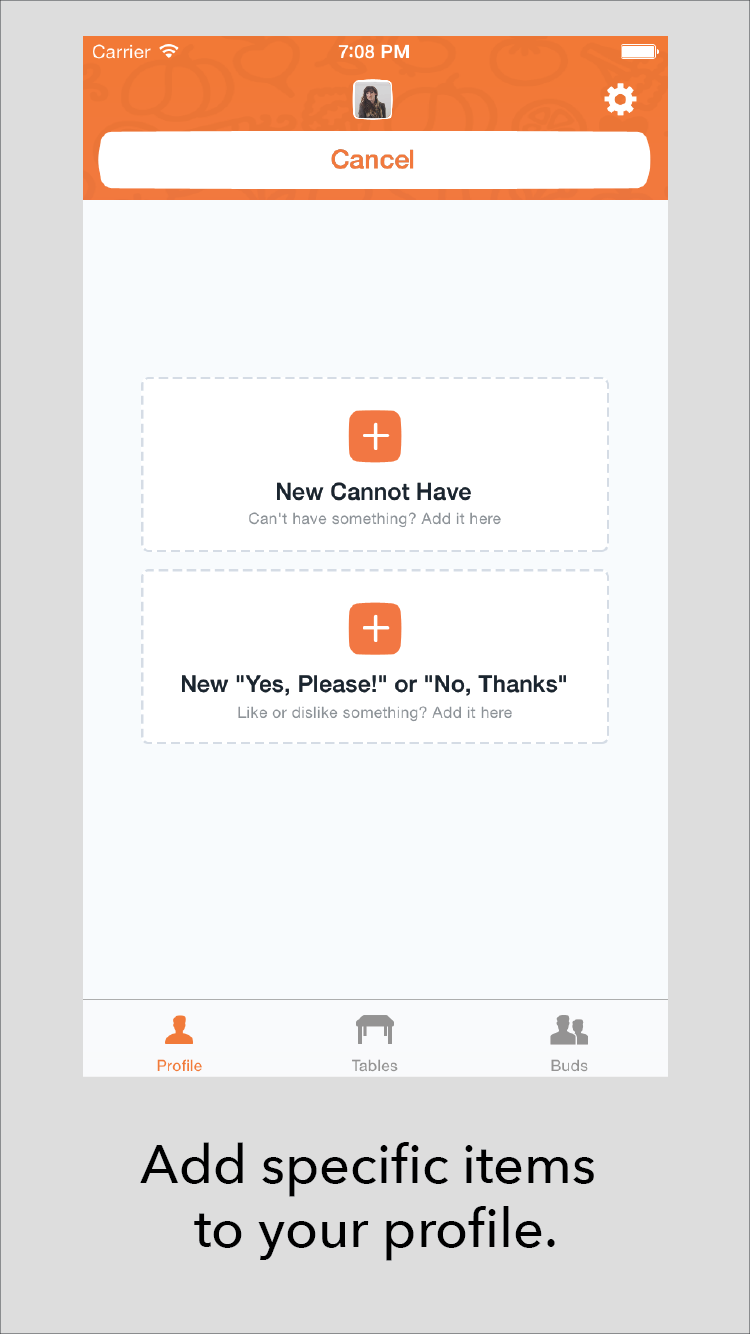 Carrier 7:08 PM
Cancel
New Cannot Have
Can't have something? Add it here
New "Yes, Please!" or "No, Thanks"
Like or dislike something? Add it here
Profile Tables Buds
Add specific items
to your profile.